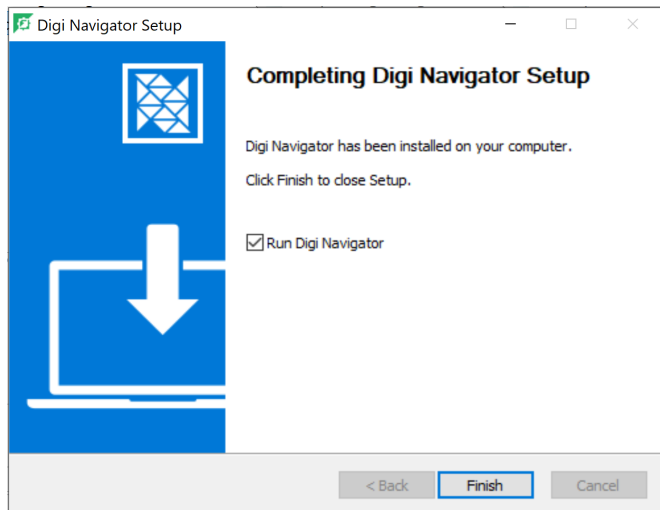 Digi Navigator Setup
Completing Digi Navigator Setup
Digi Navigator has been installed on your computer.
Click Finish to close Setup.
Run Digi Navigator
< Back
Finish
Cancel